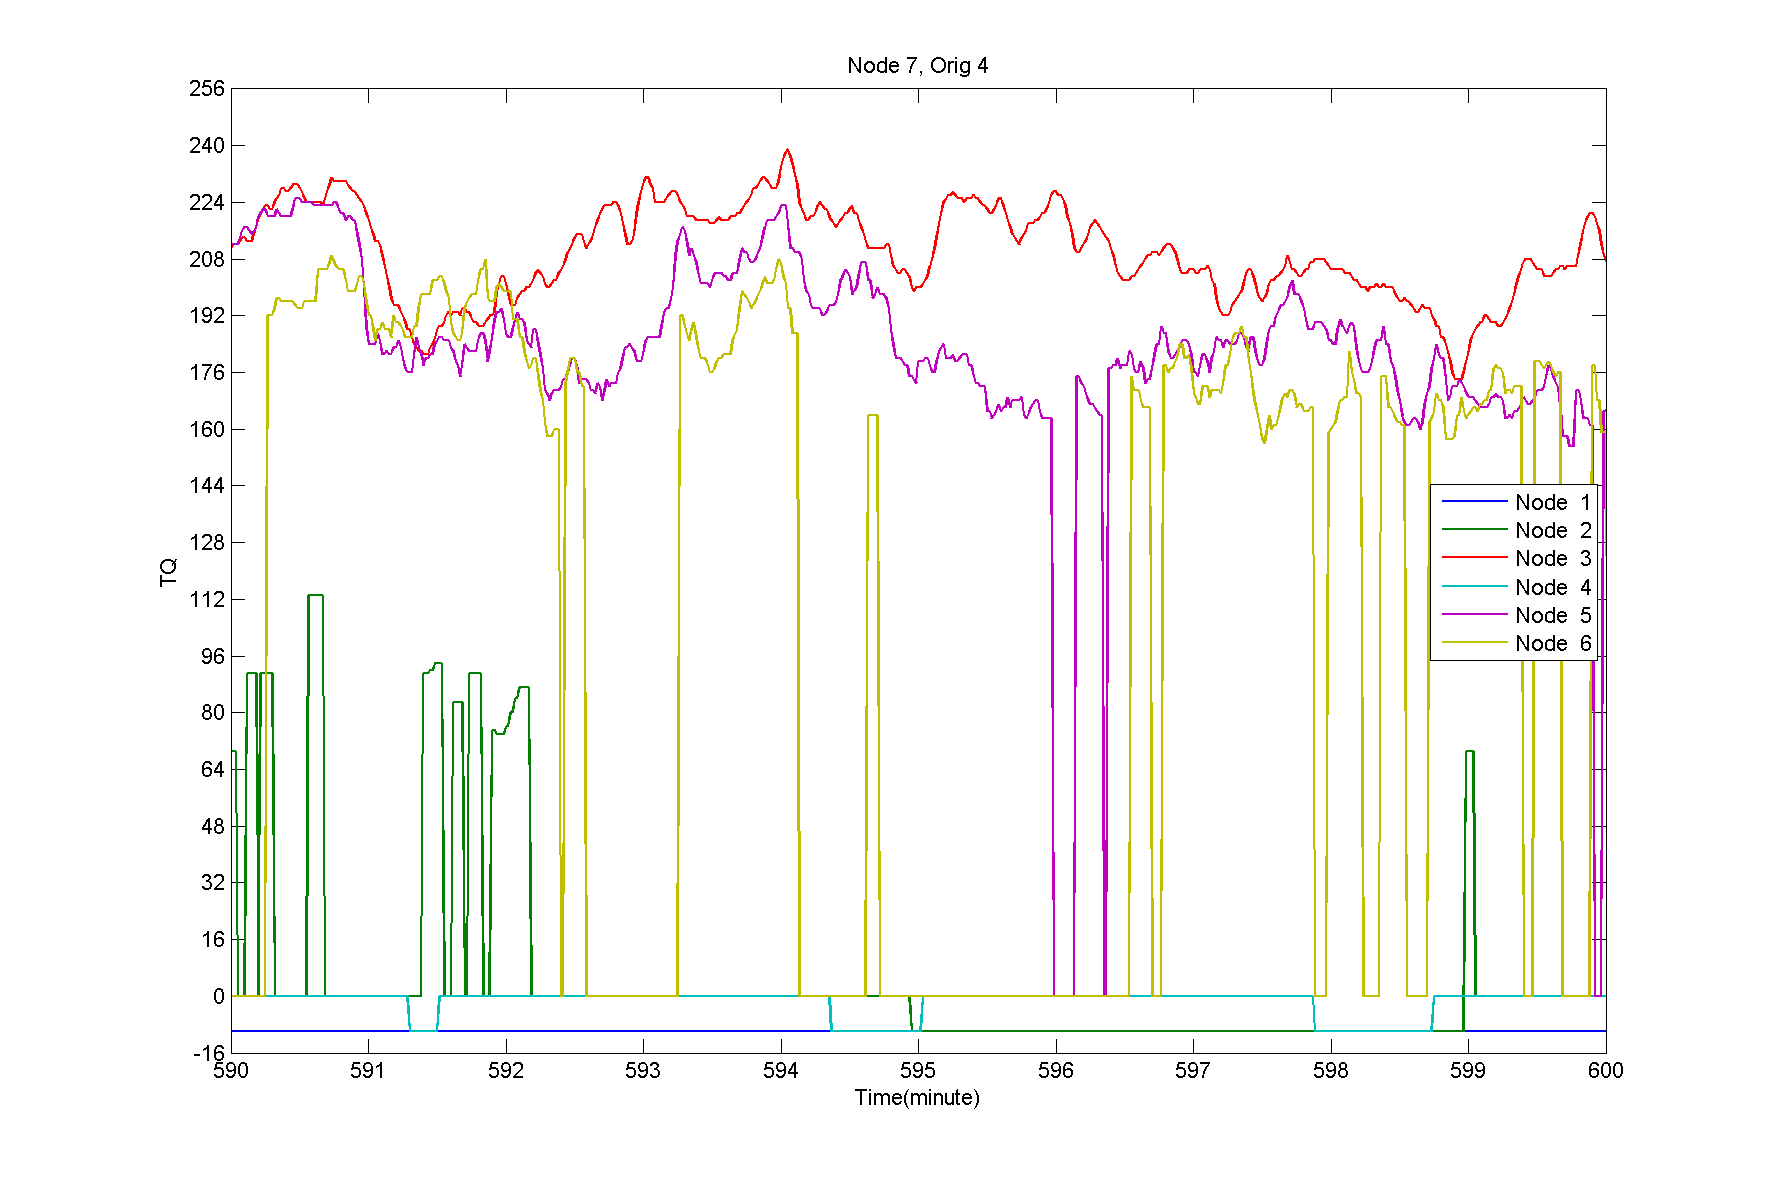 Node 7, Orig 4
256
240
224
208
192
176
160
144
128
112
96
80
64
48
32
16
0
-16
TQ
590 591 592 593 594 595 596 597 598 599 600
Time(minute)
Node 1
Node 2
Node 3
Node 4
Node 5
Node 6